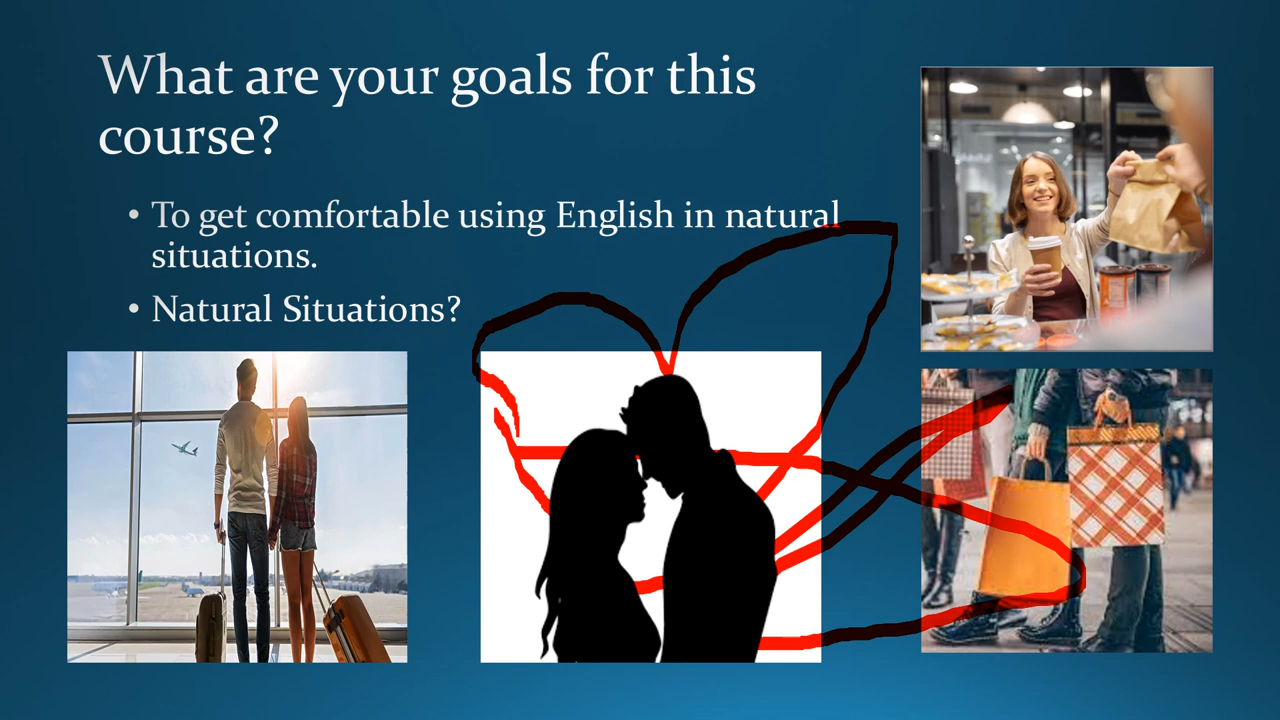 What are your goals for this
course?
• To get comfortable using English in natural
situations.
• Natural Situations?